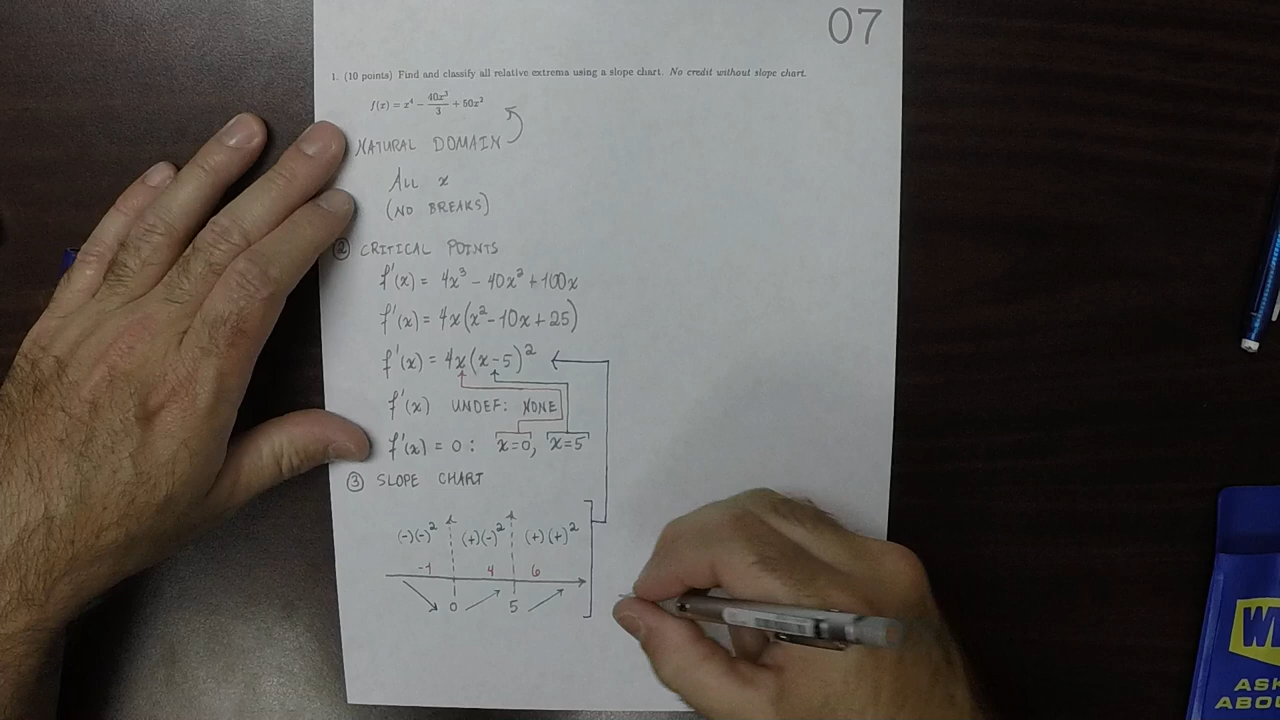 07
1. (10 points) Find and classify all relative extrema using a slope chart. No credit without slope chart.
f(x) = x⁴ − 40x³/3 + 50x²
NATURAL DOMAIN
ALL x
(NO BREAKS)
② CRITICAL POINTS
f'(x) = 4x³ − 40x² + 100x
f'(x) = 4x(x² − 10x + 25)
f'(x) = 4x(x−5)²
f'(x) UNDEF: NONE
f'(x) = 0 : x=0, x=5
③ SLOPE CHART
(-)(-)² (+)(-)² (+)(+)²
-1 4 6
0 5
ASK
ABOU